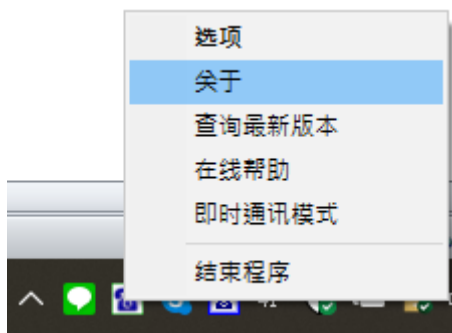 选项
关于
查询最新版本
在线帮助
即时通讯模式
结束程序